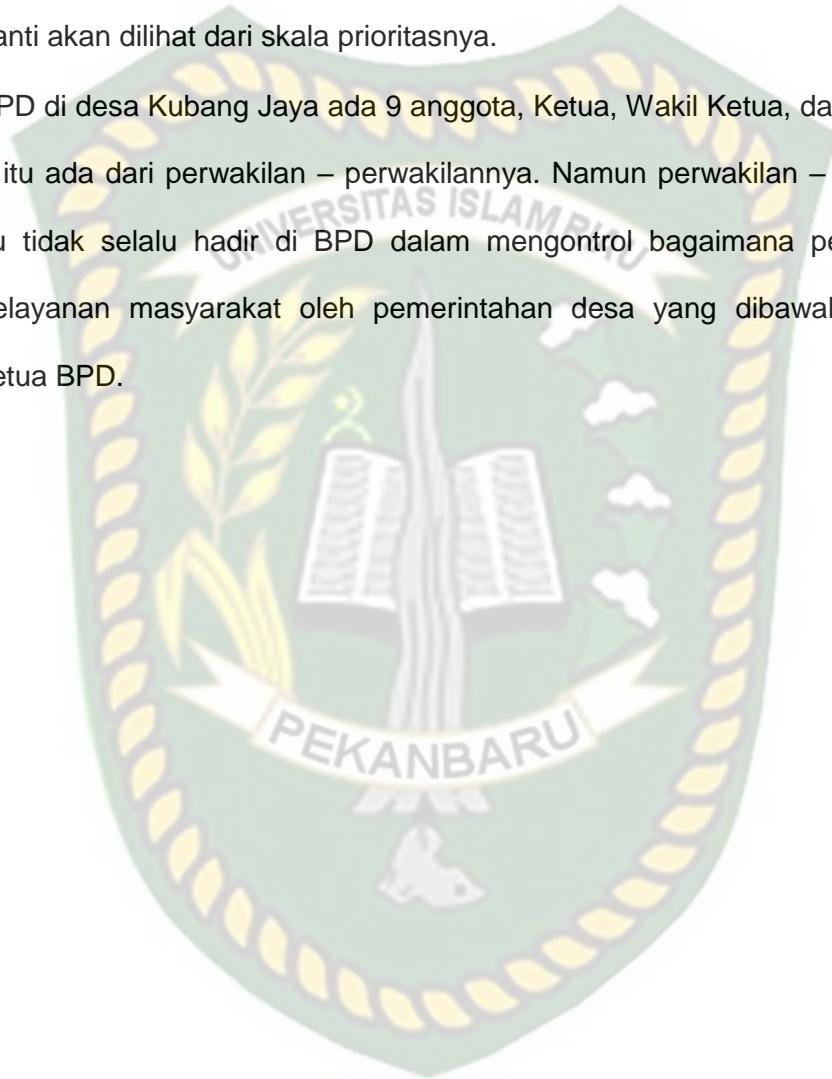 anti akan dilihat dari skala prioritasnya.
PD di desa Kubang Jaya ada 9 anggota, Ketua, Wakil Ketua, da
itu ada dari perwakilan – perwakilannya. Namun perwakilan –
u tidak selalu hadir di BPD dalam mengontrol bagaimana pe
elayanan masyarakat oleh pemerintahan desa yang dibawal
etua BPD.
UNIVERSITAS ISLAM RIAU
PEKANBARU